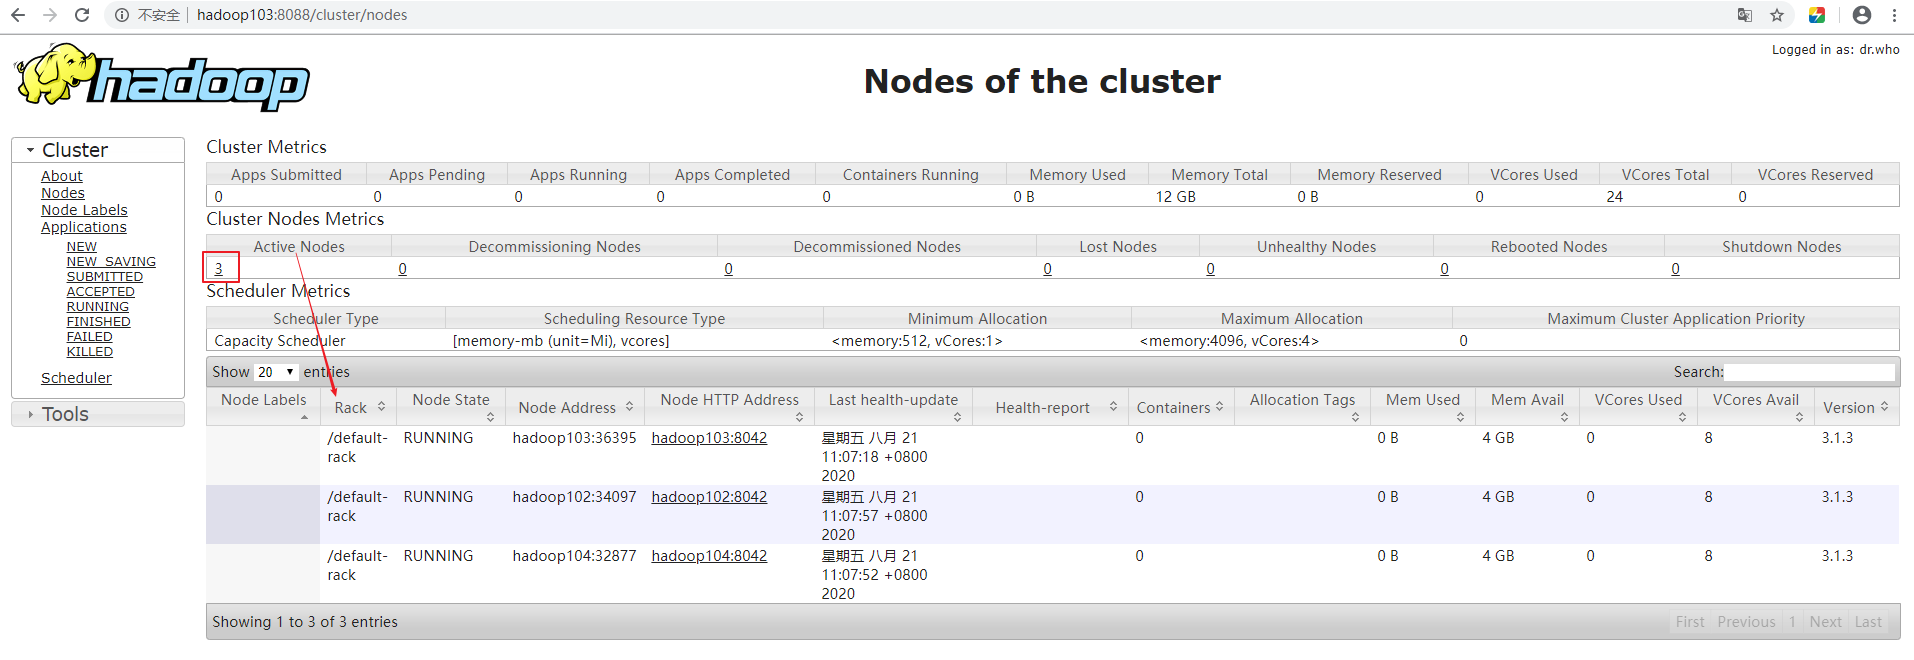 不安全 hadoop103:8088/cluster/nodes
Logged in as: dr.who
hadoop
Nodes of the cluster
Cluster
About
Nodes
Node Labels
Applications
NEW
NEW_SAVING
SUBMITTED
ACCEPTED
RUNNING
FINISHED
FAILED
KILLED
Scheduler
Tools
Cluster Metrics
Apps Submitted Apps Pending Apps Running Apps Completed Containers Running Memory Used Memory Total Memory Reserved VCores Used VCores Total VCores Reserved
0 0 0 0 0 0 B 12 GB 0 B 0 24 0
Cluster Nodes Metrics
Active Nodes Decommissioning Nodes Decommissioned Nodes Lost Nodes Unhealthy Nodes Rebooted Nodes Shutdown Nodes
3 0 0 0 0 0 0
Scheduler Metrics
Scheduler Type Scheduling Resource Type Minimum Allocation Maximum Allocation Maximum Cluster Application Priority
Capacity Scheduler [memory-mb (unit=Mi), vcores] <memory:512, vCores:1> <memory:4096, vCores:4> 0
Show 20 entries Search:
Node Labels Rack Node State Node Address Node HTTP Address Last health-update Health-report Containers Allocation Tags Mem Used Mem Avail VCores Used VCores Avail Version
/default- RUNNING hadoop103:36395 hadoop103:8042 星期五 八月 21 0 0 B 4 GB 0 8 3.1.3
rack 11:07:18 +0800
2020
/default- RUNNING hadoop102:34097 hadoop102:8042 星期五 八月 21 0 0 B 4 GB 0 8 3.1.3
rack 11:07:57 +0800
2020
/default- RUNNING hadoop104:32877 hadoop104:8042 星期五 八月 21 0 0 B 4 GB 0 8 3.1.3
rack 11:07:52 +0800
2020
Showing 1 to 3 of 3 entries First Previous 1 Next Last